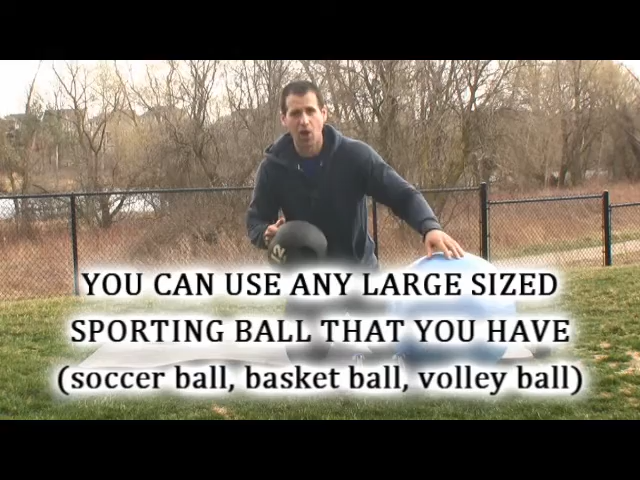 YOU CAN USE ANY LARGE SIZED
SPORTING BALL THAT YOU HAVE
(soccer ball, basket ball, volley ball)